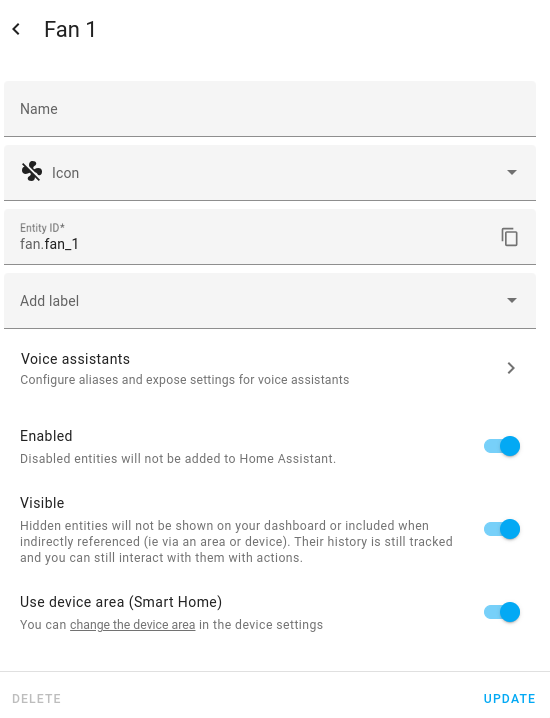 Fan 1
Name
Icon
Entity ID*
fan.fan_1
Add label
Voice assistants
Configure aliases and expose settings for voice assistants
Enabled
Disabled entities will not be added to Home Assistant.
Visible
Hidden entities will not be shown on your dashboard or included when
indirectly referenced (ie via an area or device). Their history is still tracked
and you can still interact with them with actions.
Use device area (Smart Home)
You can change the device area in the device settings
DELETE
UPDATE